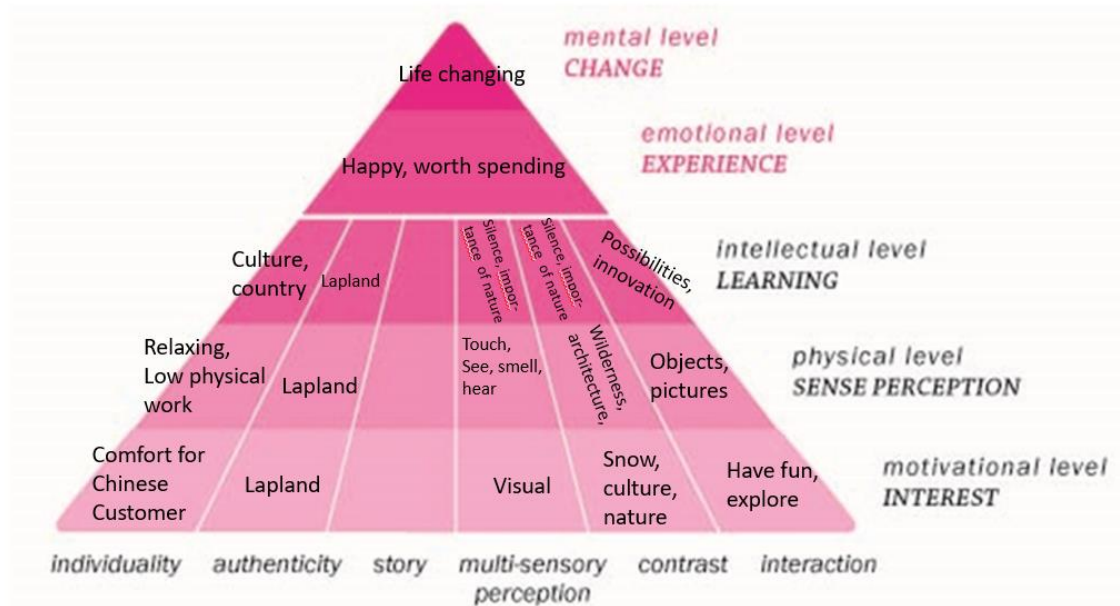 mental level
CHANGE
Life changing
emotional level
EXPERIENCE
Happy, worth spending
intellectual level
LEARNING
Culture,
country
Lapland
Silence, impor-
tance of nature
Silence, impor-
tance of nature
Possibilities,
innovation
physical level
SENSE PERCEPTION
Relaxing,
Low physical
work
Lapland
Touch,
See, smell,
hear
Wilderness,
architecture,
Objects,
pictures
motivational level
INTEREST
Comfort for
Chinese
Customer
Lapland
Visual
Snow,
culture,
nature
Have fun,
explore
individuality
authenticity
story
multi-sensory
perception
contrast
interaction